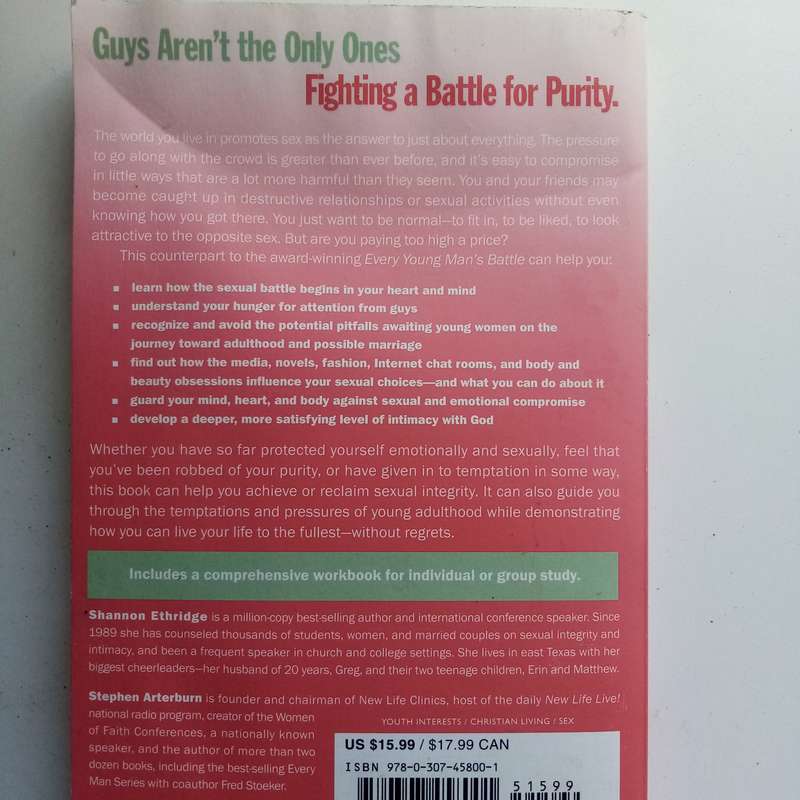 Guys Aren't the Only Ones
Fighting a Battle for Purity.
The world you live in promotes sex as the answer to just about everything. The pressure
to go along with the crowd is greater than ever before, and it's easy to compromise
in little ways that are a lot more harmful than they seem. You and your friends may
become caught up in destructive relationships or sexual activities without even
knowing how you got there. You just want to be normal—to fit in, to be liked, to look
attractive to the opposite sex. But are you paying too high a price?
This counterpart to the award-winning Every Young Man's Battle can help you:
▪ learn how the sexual battle begins in your heart and mind
▪ understand your hunger for attention from guys
▪ recognize and avoid the potential pitfalls awaiting young women on the
journey toward adulthood and possible marriage
▪ find out how the media, novels, fashion, Internet chat rooms, and body and
beauty obsessions influence your sexual choices—and what you can do about it
▪ guard your mind, heart, and body against sexual and emotional compromise
▪ develop a deeper, more satisfying level of intimacy with God
Whether you have so far protected yourself emotionally and sexually, feel that
you've been robbed of your purity, or have given in to temptation in some way,
this book can help you achieve or reclaim sexual integrity. It can also guide you
through the temptations and pressures of young adulthood while demonstrating
how you can live your life to the fullest—without regrets.
Includes a comprehensive workbook for individual or group study.
Shannon Ethridge is a million-copy best-selling author and international conference speaker. Since
1989 she has counseled thousands of students, women, and married couples on sexual integrity and
intimacy, and been a frequent speaker in church and college settings. She lives in east Texas with her
biggest cheerleaders—her husband of 20 years, Greg, and their two teenage children, Erin and Matthew.
Stephen Arterburn is founder and chairman of New Life Clinics, host of the daily New Life Live!
national radio program, creator of the Women
of Faith Conferences, a nationally known
speaker, and the author of more than two
dozen books, including the best-selling Every
Man Series with coauthor Fred Stoeker.
YOUTH INTERESTS / CHRISTIAN LIVING / SEX
US $15.99 / $17.99 CAN
ISBN 978-0-307-45800-1
51599